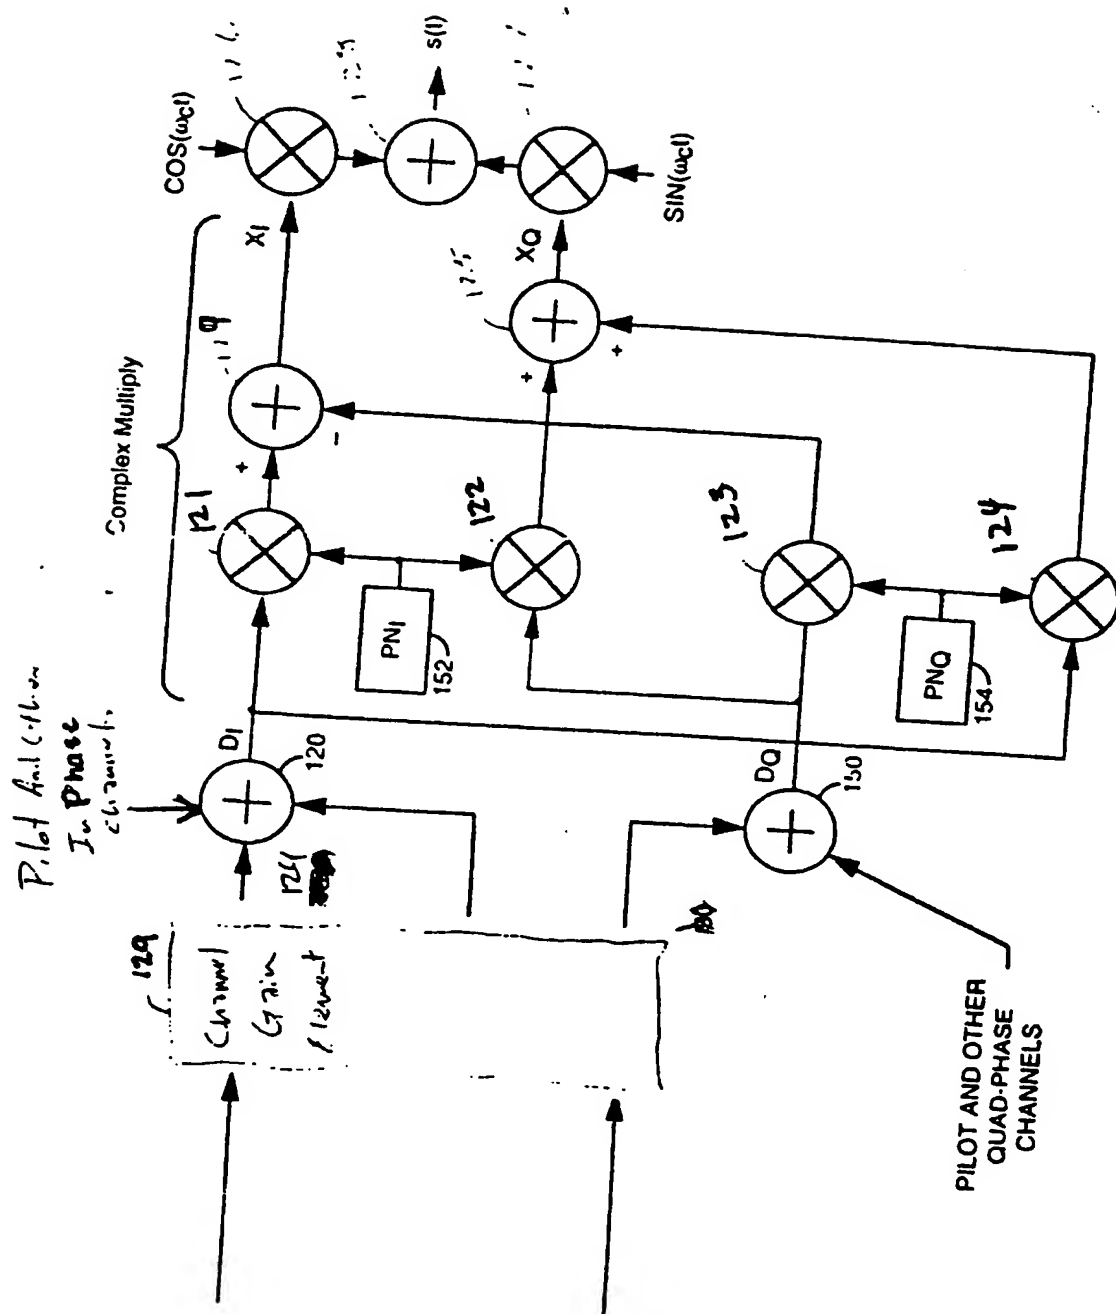 Pilot And Other
In Phase
Channels
Complex Multiply
COS(ωct)
s(t)
SIN(ωct)
XI
XQ
125
119
+
-
+
+
121
122
123
124
PNI
152
PNQ
154
DI
120
DQ
150
129
Channel
Gain
Element
PILOT AND OTHER
QUAD-PHASE
CHANNELS